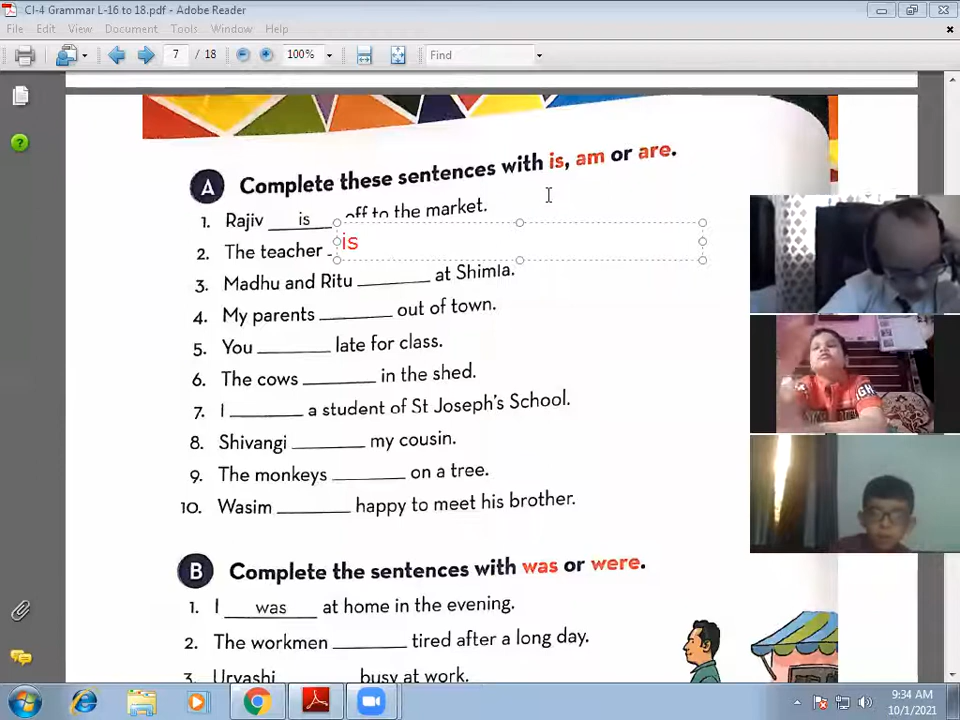 Cl-4 Grammar L-16 to 18.pdf - Adobe Reader
File Edit View Document Tools Window Help
7 / 18 100% Find
A Complete these sentences with is, am or are.
1. Rajiv is off to the market.
2. The teacher is
3. Madhu and Ritu ________ at Shimla.
4. My parents ________ out of town.
5. You ________ late for class.
6. The cows ________ in the shed.
7. I ________ a student of St Joseph's School.
8. Shivangi ________ my cousin.
9. The monkeys ________ on a tree.
10. Wasim ________ happy to meet his brother.
B Complete the sentences with was or were.
1. I was at home in the evening.
2. The workmen ________ tired after a long day.
3. Urvashi ________ busy at work.
9:34 AM
10/1/2021